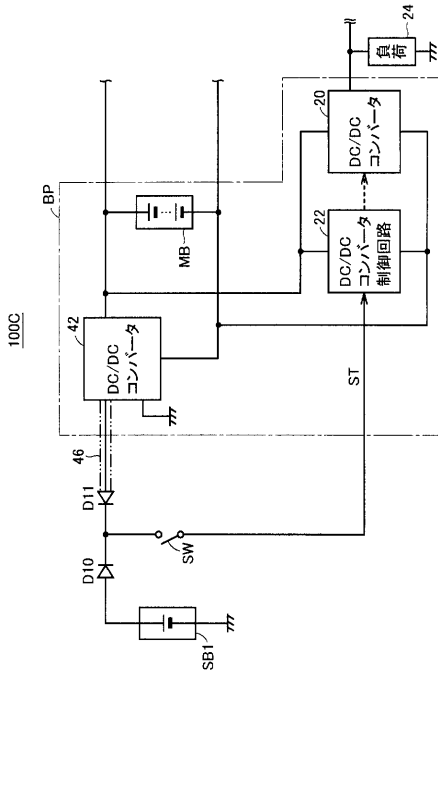 100C
BP
42
DC/DC
コンバータ
46
D11
D10
SW
SB1
MB
ST
22
DC/DC
コンバータ
制御回路
20
DC/DC
コンバータ
24
負荷